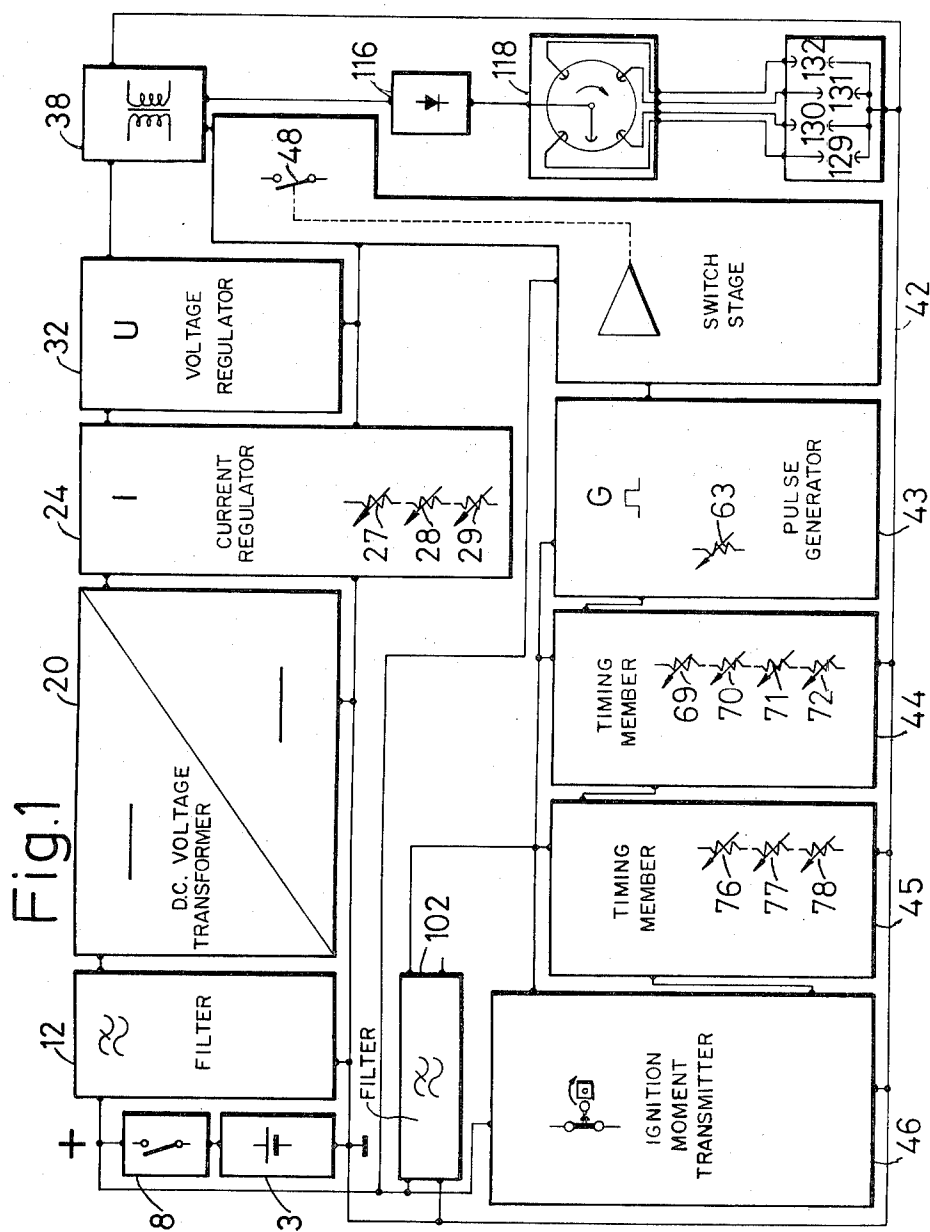 Fig.1
+
8
3
12
FILTER
20
D.C. VOLTAGE
TRANSFORMER
24
I
CURRENT
REGULATOR
27
28
29
32
U
VOLTAGE
REGULATOR
38
48
116
118
129
130
131
132
FILTER
102
46
IGNITION
MOMENT
TRANSMITTER
45
TIMING
MEMBER
76
77
78
44
TIMING
MEMBER
69
70
71
72
43
G
63
PULSE
GENERATOR
SWITCH
STAGE
42